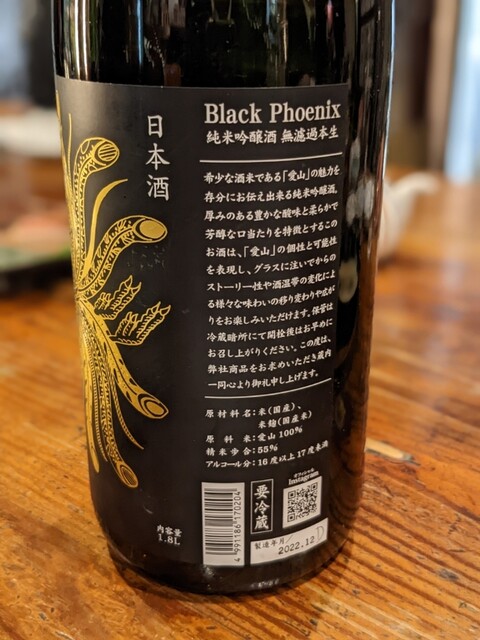 Black Phoenix
純米吟醸酒 無濾過本生
日本酒
希少な酒米である「愛山」の魅力を
存分にお伝え出来る純米吟醸酒。
厚みのある豊かな酸味と柔らかで
芳醇な口当たりを特徴とするこの
お酒は、「愛山」の個性と可能性
を表現し、グラスに注いでからの
ストーリー性や酒温帯の変化によ
る様々な味わいの移り変わりや広が
りをお楽しみいただけます。保管は
冷蔵暗所にて開栓後はお早めに
お召し上がりください。この度は、
弊社商品をお求めいただき蔵内
一同心より御礼申し上げます。
原材料名:米(国産)、
米麹(国産米)
原料米:愛山100%
精米歩合:55%
アルコール分:16度以上17度未満
内容量
1.8L
4991186170204
要冷蔵
オフィシャル
Instagram
製造年月
2022.12 D